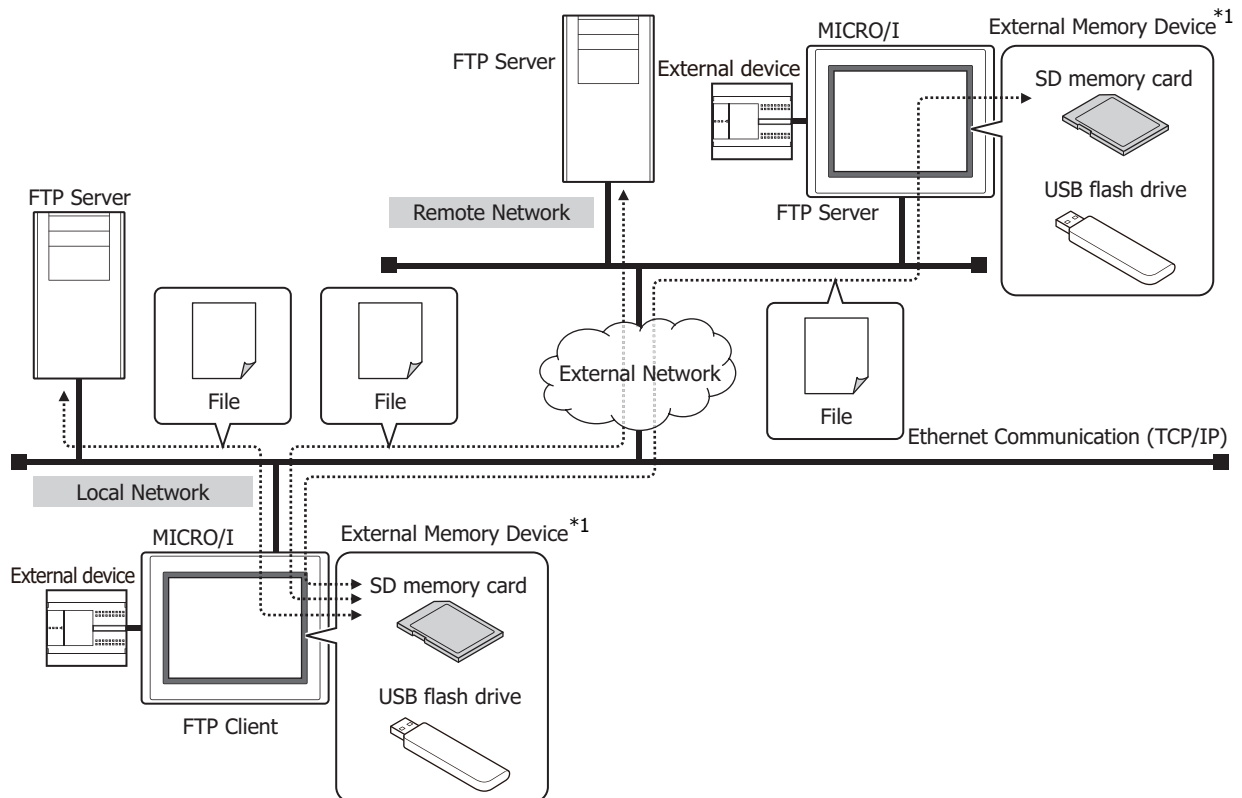 MICRO/I
External Memory Device*1
FTP Server
External device
SD memory card
USB flash drive
FTP Server
Remote Network
FTP Server
File
File
External Network
File
Ethernet Communication (TCP/IP)
Local Network
MICRO/I
External Memory Device*1
External device
SD memory card
USB flash drive
FTP Client